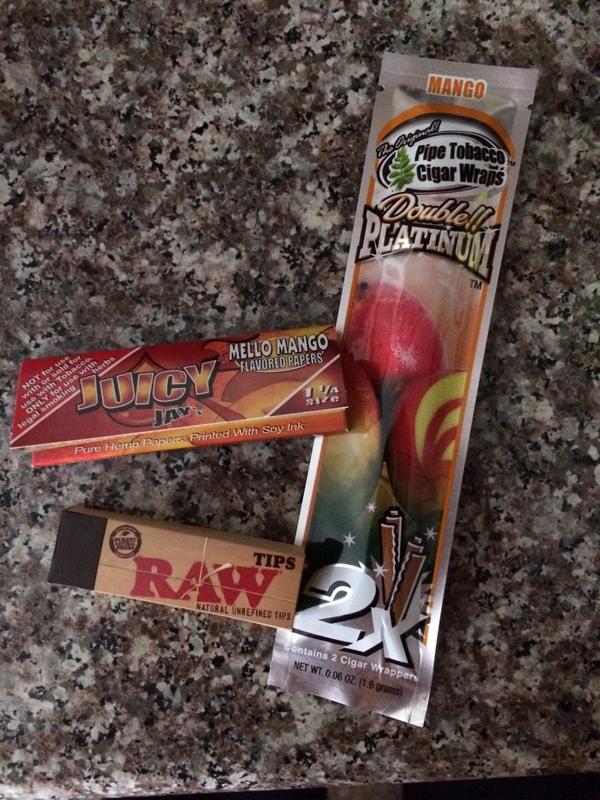 MANGO
The Original!
Pipe Tobacco
Cigar Wraps™
Double!!
PLATINUM
TM
2X
Contains 2 Cigar Wrappers
NET WT. 0.06 OZ. (1.6 grams)
NOT for use
with or sold for
use with Tobacco.
ONLY for use with
legal smoking herbs
MELLO MANGO
FLAVORED PAPERS
JUICY
JAY'S
1 1/4
SIZE
Pure Hemp Papers Printed With Soy Ink
TIPS
RAW
NATURAL UNREFINED TIPS